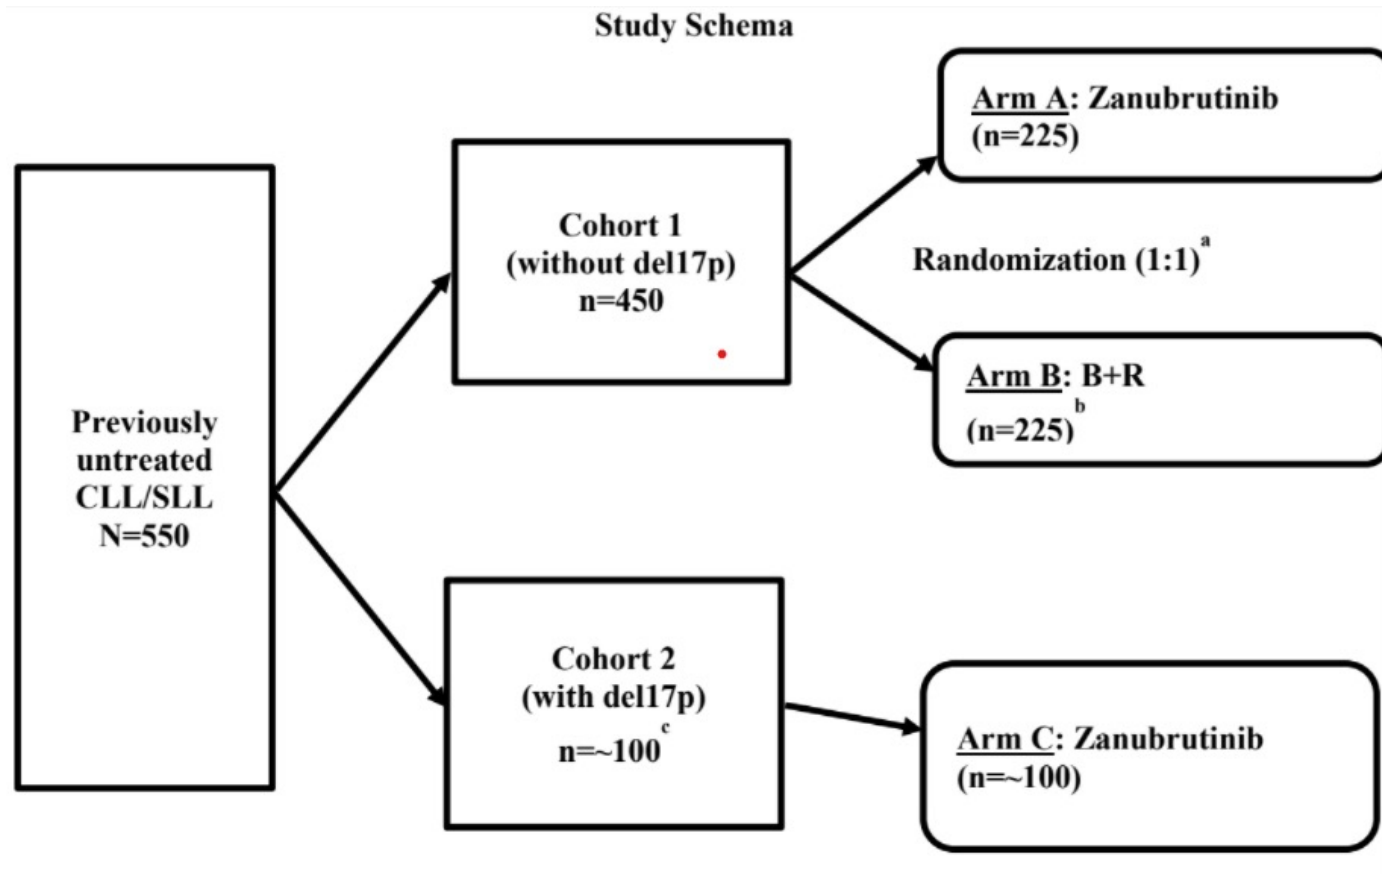 Study Schema
Previously
untreated
CLL/SLL
N=550
Cohort 1
(without del17p)
n=450
Arm A: Zanubrutinib
(n=225)
Randomization (1:1)a
Arm B: B+R
(n=225)b
Cohort 2
(with del17p)
n=~100c
Arm C: Zanubrutinib
(n=~100)